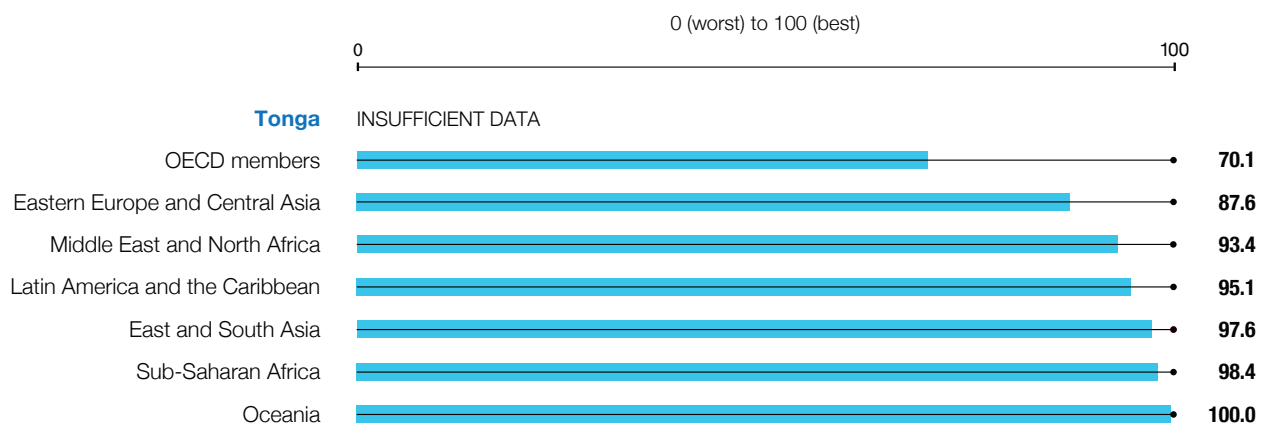 0 (worst) to 100 (best)
0 100
Tonga INSUFFICIENT DATA
OECD members 70.1
Eastern Europe and Central Asia 87.6
Middle East and North Africa 93.4
Latin America and the Caribbean 95.1
East and South Asia 97.6
Sub-Saharan Africa 98.4
Oceania 100.0